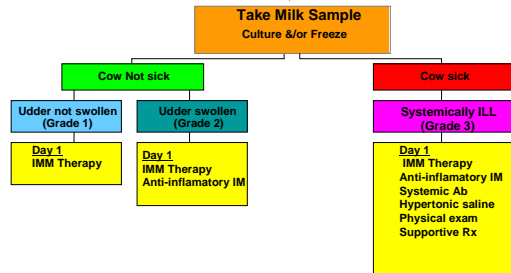 Take Milk Sample
Culture &/or Freeze
Cow Not sick
Cow sick
Udder not swollen
(Grade 1)
Udder swollen
(Grade 2)
Systemically ILL
(Grade 3)
Day 1
IMM Therapy
Day 1
IMM Therapy
Anti-inflamatory IM
Day 1
IMM Therapy
Anti-inflamatory IM
Systemic Ab
Hypertonic saline
Physical exam
Supportive Rx